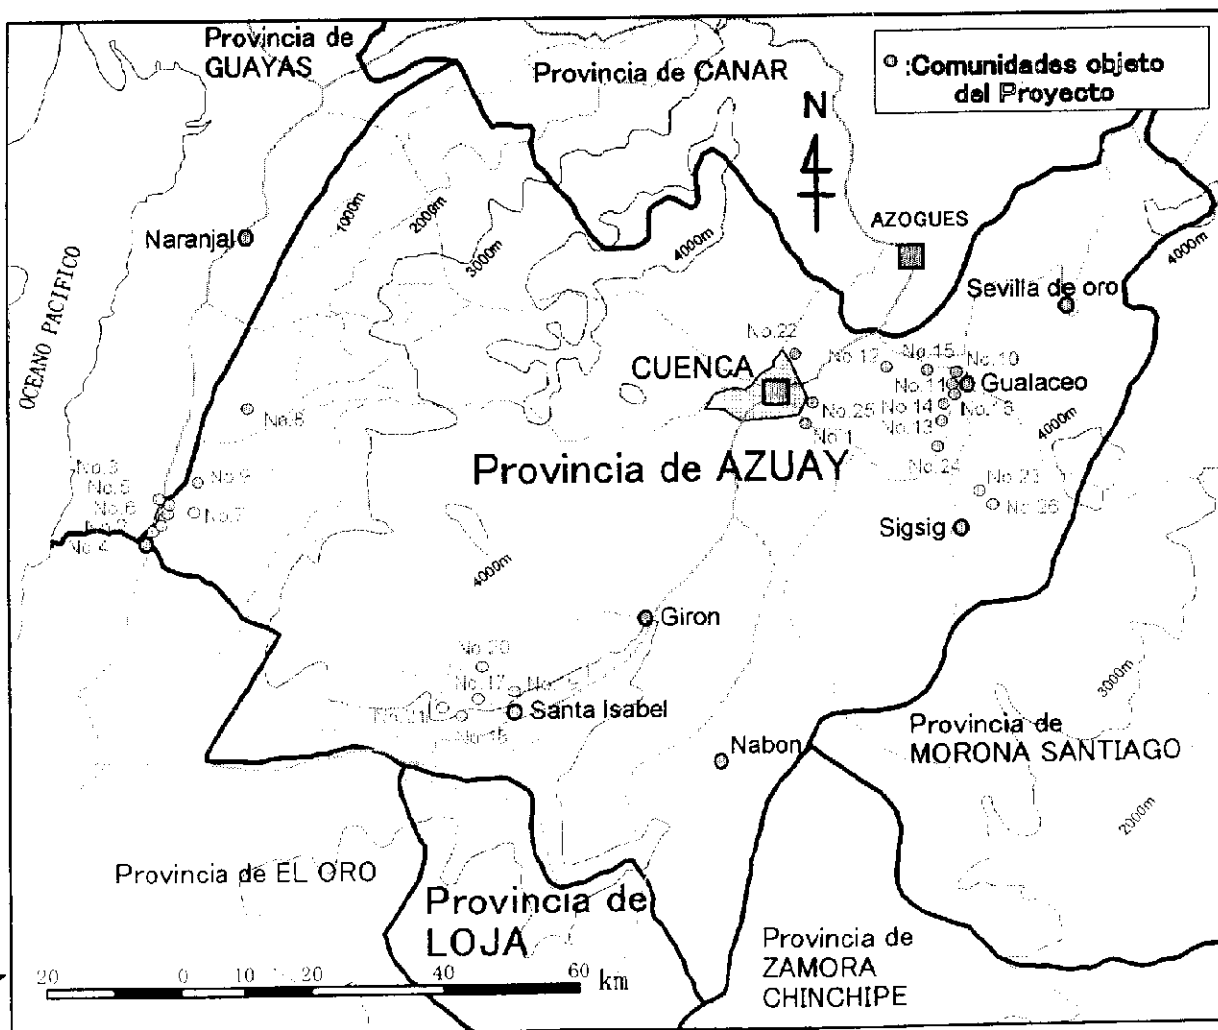 Provincia de
GUAYAS
Provincia de CANAR
:Comunidades objeto
del Proyecto
N
AZOGUES
Naranjal
1000m
2000m
3000m
4000m
4000m
OCEANO PACIFICO
Sevilla de oro
No.22
No.12
No.15
No.10
CUENCA
No.11
Gualaceo
No.8
No.25
No.14
No.13
No.1
4000m
Provincia de AZUAY
No.24
No.3
No.5
No.9
No.23
No.6
No.7
No.26
No.2
No.4
Sigsig
4000m
Giron
No.20
No.17
No.21
Santa Isabel
3000m
Provincia de
MORONA SANTIAGO
Nabon
2000m
Provincia de EL ORO
Provincia de
LOJA
Provincia de
ZAMORA
CHINCHIPE
20 0 10 20 40 60 km